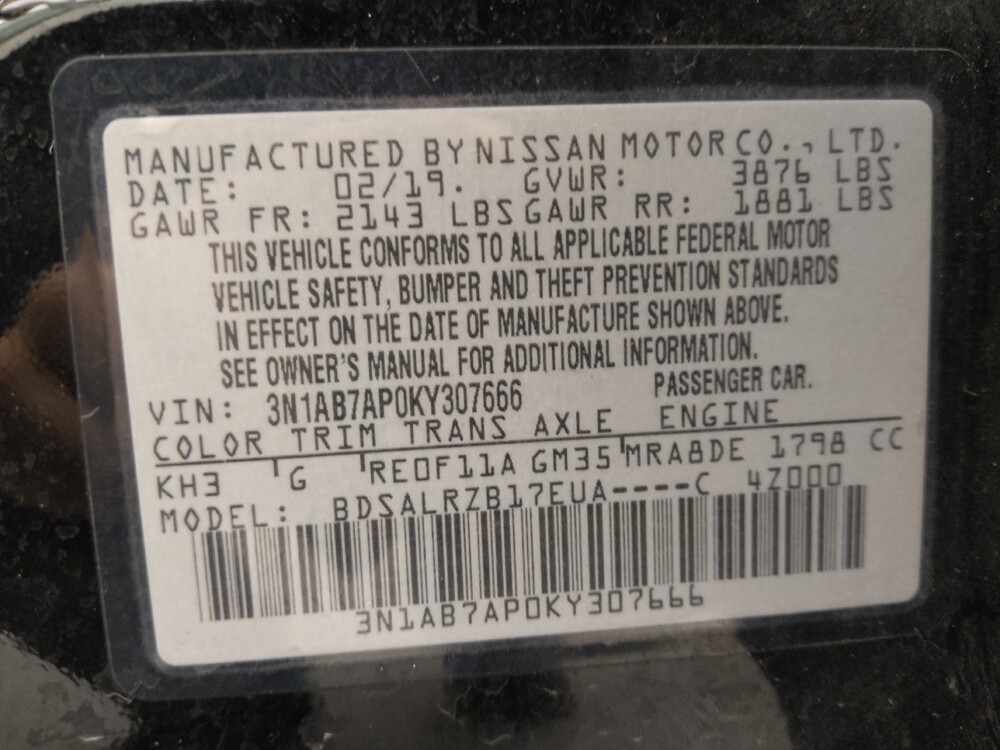 MANUFACTURED BY NISSAN MOTOR CO., LTD.
DATE: 02/19. GVWR: 3876 LBS
GAWR FR: 2143 LBS GAWR RR: 1881 LBS
THIS VEHICLE CONFORMS TO ALL APPLICABLE FEDERAL MOTOR
VEHICLE SAFETY, BUMPER AND THEFT PREVENTION STANDARDS
IN EFFECT ON THE DATE OF MANUFACTURE SHOWN ABOVE.
SEE OWNER'S MANUAL FOR ADDITIONAL INFORMATION.
VIN: 3N1AB7AP0KY307666 PASSENGER CAR.
COLOR TRIM TRANS AXLE ENGINE
KH3 G RE0F11A GM35 MRA8DE 1798 CC
MODEL: BDSALRZB17EUA----C 4Z000
3N1AB7AP0KY307666